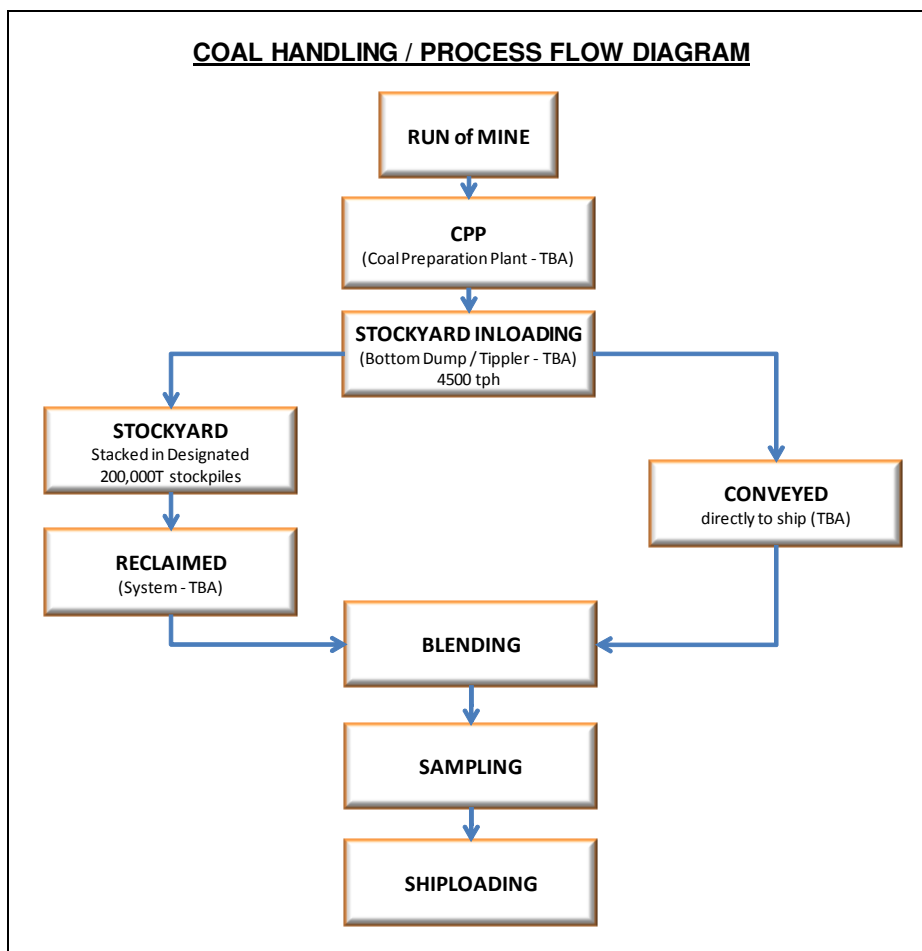 COAL HANDLING / PROCESS FLOW DIAGRAM
RUN of MINE
CPP
(Coal Preparation Plant - TBA)
STOCKYARD INLOADING
(Bottom Dump / Tippler - TBA)
4500 tph
STOCKYARD
Stacked in Designated
200,000T stockpiles
CONVEYED
directly to ship (TBA)
RECLAIMED
(System - TBA)
BLENDING
SAMPLING
SHIPLOADING